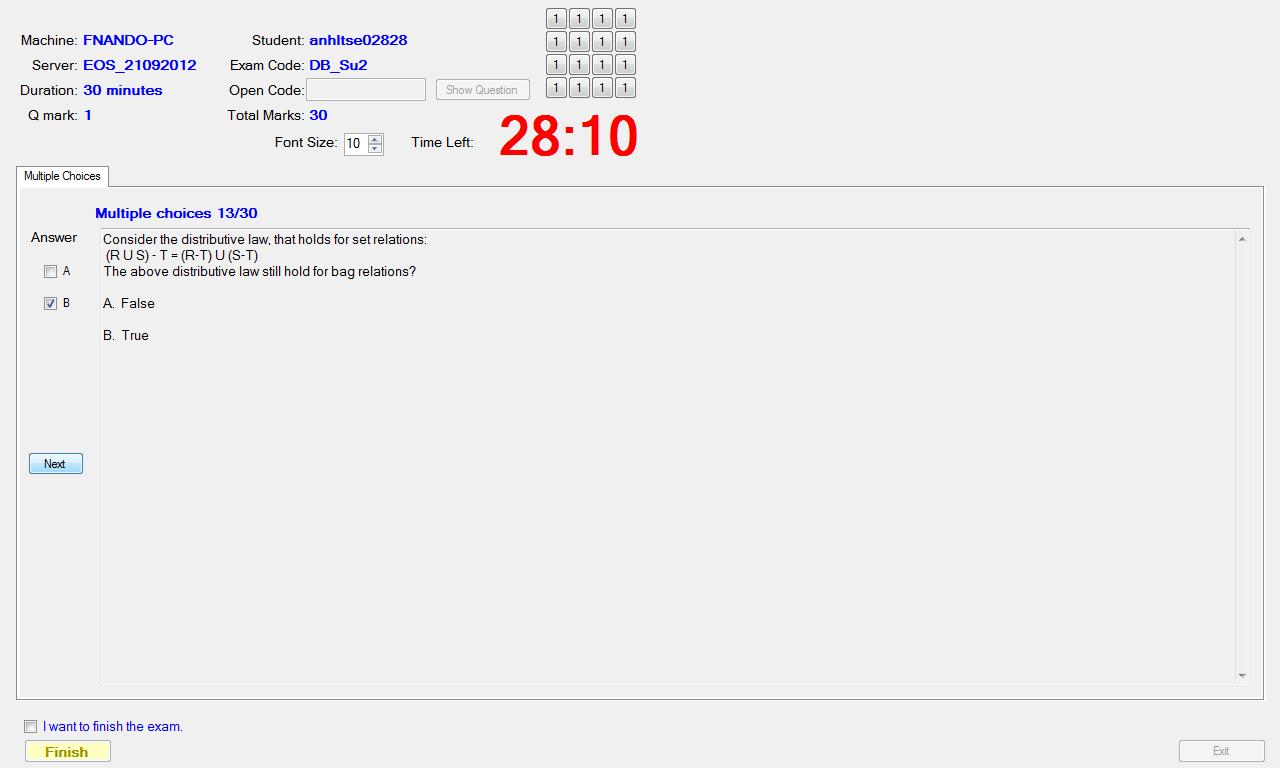 Machine: FNANDO-PC
Student: anhltse02828
Server: EOS_21092012
Exam Code: DB_Su2
Duration: 30 minutes
Open Code:
Show Question
Q mark: 1
Total Marks: 30
1 1 1 1
1 1 1 1
1 1 1 1
1 1 1 1
Font Size: 10
Time Left: 28:10
Multiple Choices
Multiple choices 13/30
Answer
A
B
Consider the distributive law, that holds for set relations:
(R U S) - T = (R-T) U (S-T)
The above distributive law still hold for bag relations?
A. False
B. True
Next
I want to finish the exam.
Finish
Exit